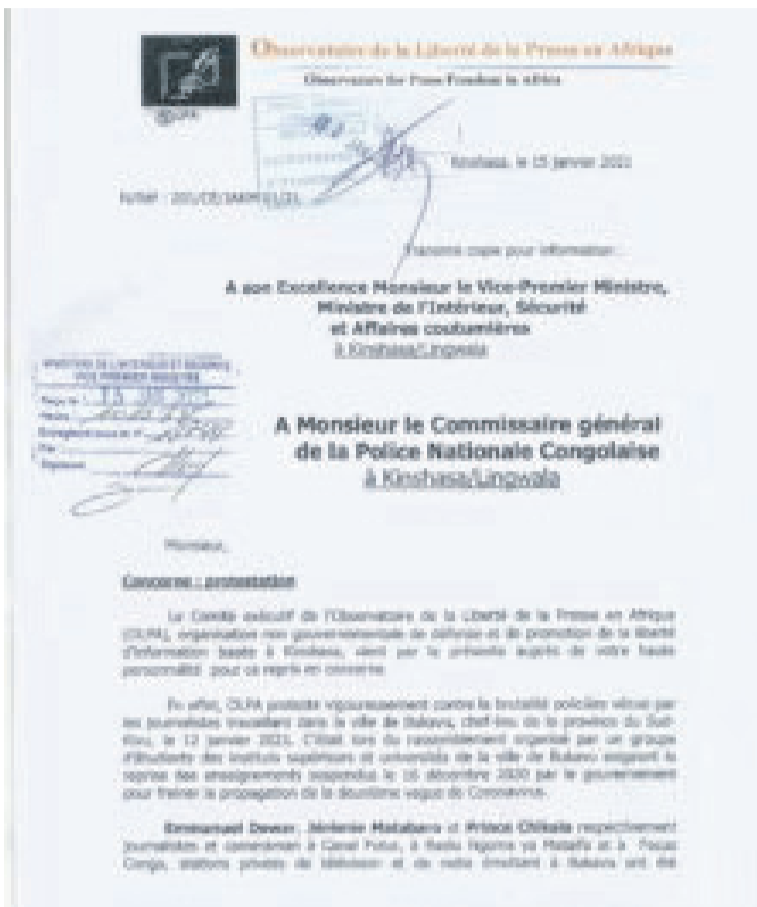 Observatoire de la Liberté de la Presse en Afrique
Observatory for Press Freedom in Africa
OLPA
Kinshasa, le 15 janvier 2021
Transmis copie pour information :
A son Excellence Monsieur le Vice-Premier Ministre,
Ministre de l'Intérieur, Sécurité
et Affaires coutumières
à Kinshasa/Lingwala
VICE PREMIER MINISTRE
A Monsieur le Commissaire général
de la Police Nationale Congolaise
à Kinshasa/Lingwala
Monsieur,
Concerne : protestation
Le Comité exécutif de l'Observatoire de la Liberté de la Presse en Afrique
(OLPA), organisation non gouvernementale de défense et de promotion de la liberté
d'information basée à Kinshasa, vient par la présente auprès de votre haute
personnalité pour ce repris en concerne.
En effet, OLPA proteste vigoureusement contre la brutalité policière vécue par
les journalistes travaillant dans la ville de Bukavu, chef-lieu de la province du Sud-
Kivu, le 12 janvier 2021. C'était lors du rassemblement organisé par un groupe
d'étudiants des instituts supérieurs et universités de la ville de Bukavu exigeant la
reprise des enseignements suspendus le 16 décembre 2020 par le gouvernement
pour freiner la propagation de la deuxième vague de Coronavirus.
Emmanuel Jérémie Matabaro et Prince Cikala respectivement
journalistes et caméraman à Canal Futur, à Radio Ngoma ya et à Focus
Congo, stations privées de télévision et de radio émettant à Bukavu ont été